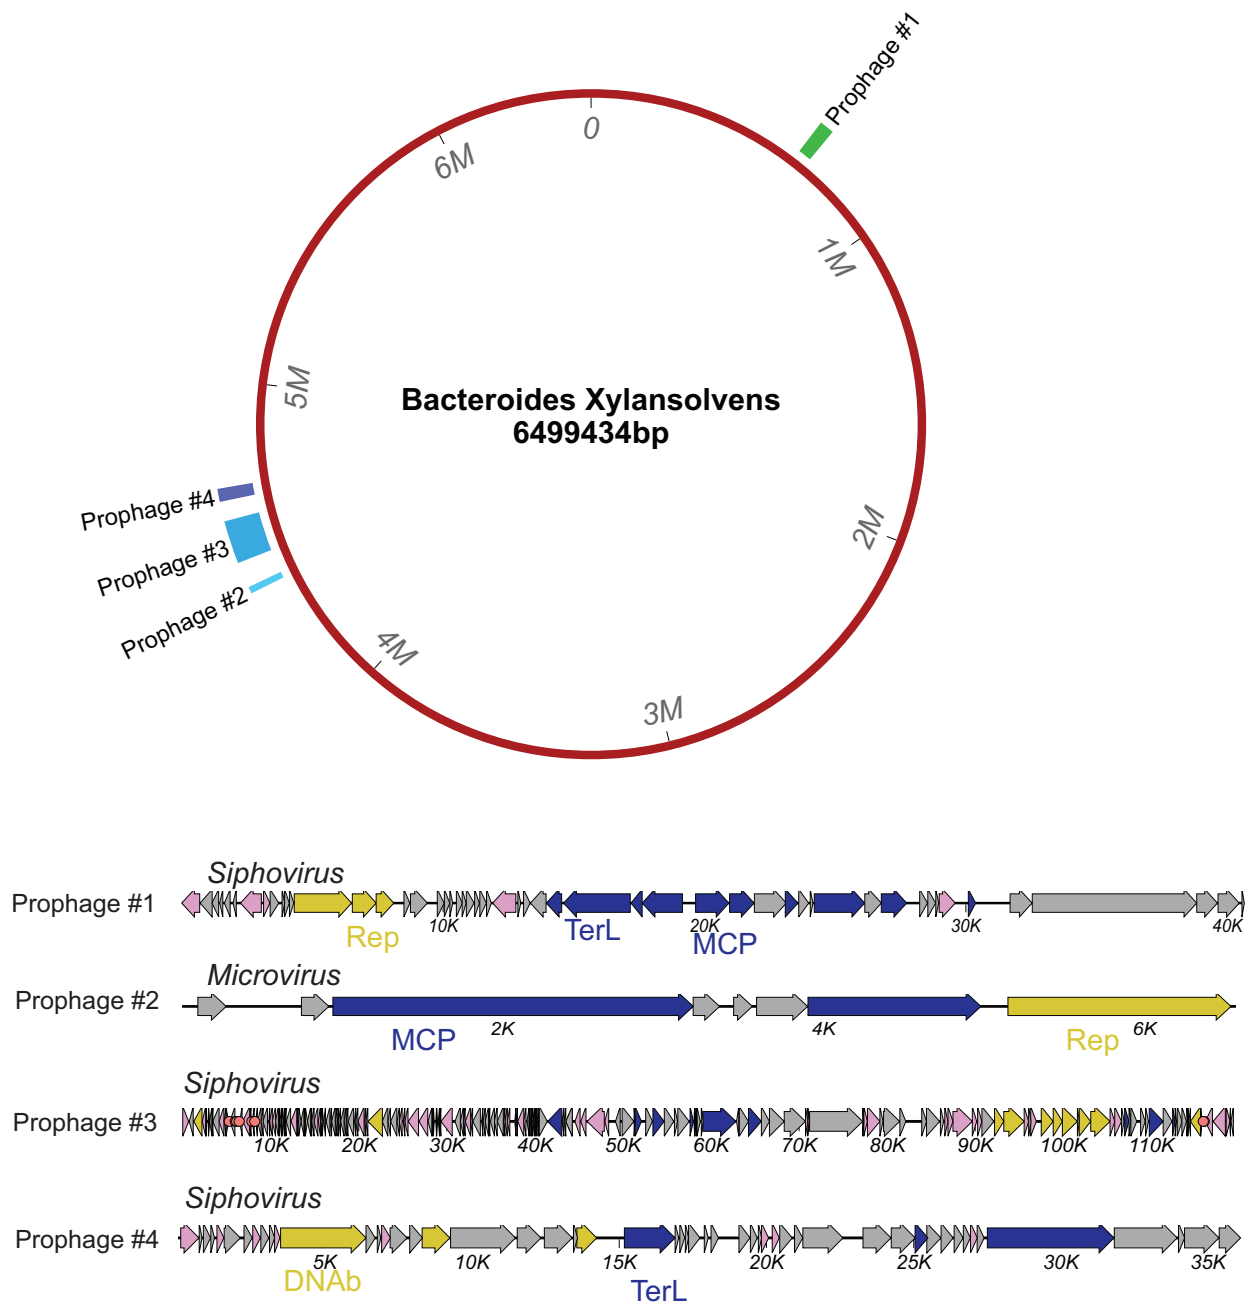 Prophage #1
0
6M
1M
5M
Bacteroides Xylansolvens
6499434bp
Prophage #4
Prophage #3
Prophage #2
2M
4M
3M
Siphovirus
Prophage #1
10K 20K 30K 40K
Rep TerL MCP
Microvirus
Prophage #2
2K 4K 6K
MCP Rep
Siphovirus
Prophage #3
10K 20K 30K 40K 50K 60K 70K 80K 90K 100K 110K
Siphovirus
Prophage #4
5K 10K 15K 20K 25K 30K 35K
DNAb TerL